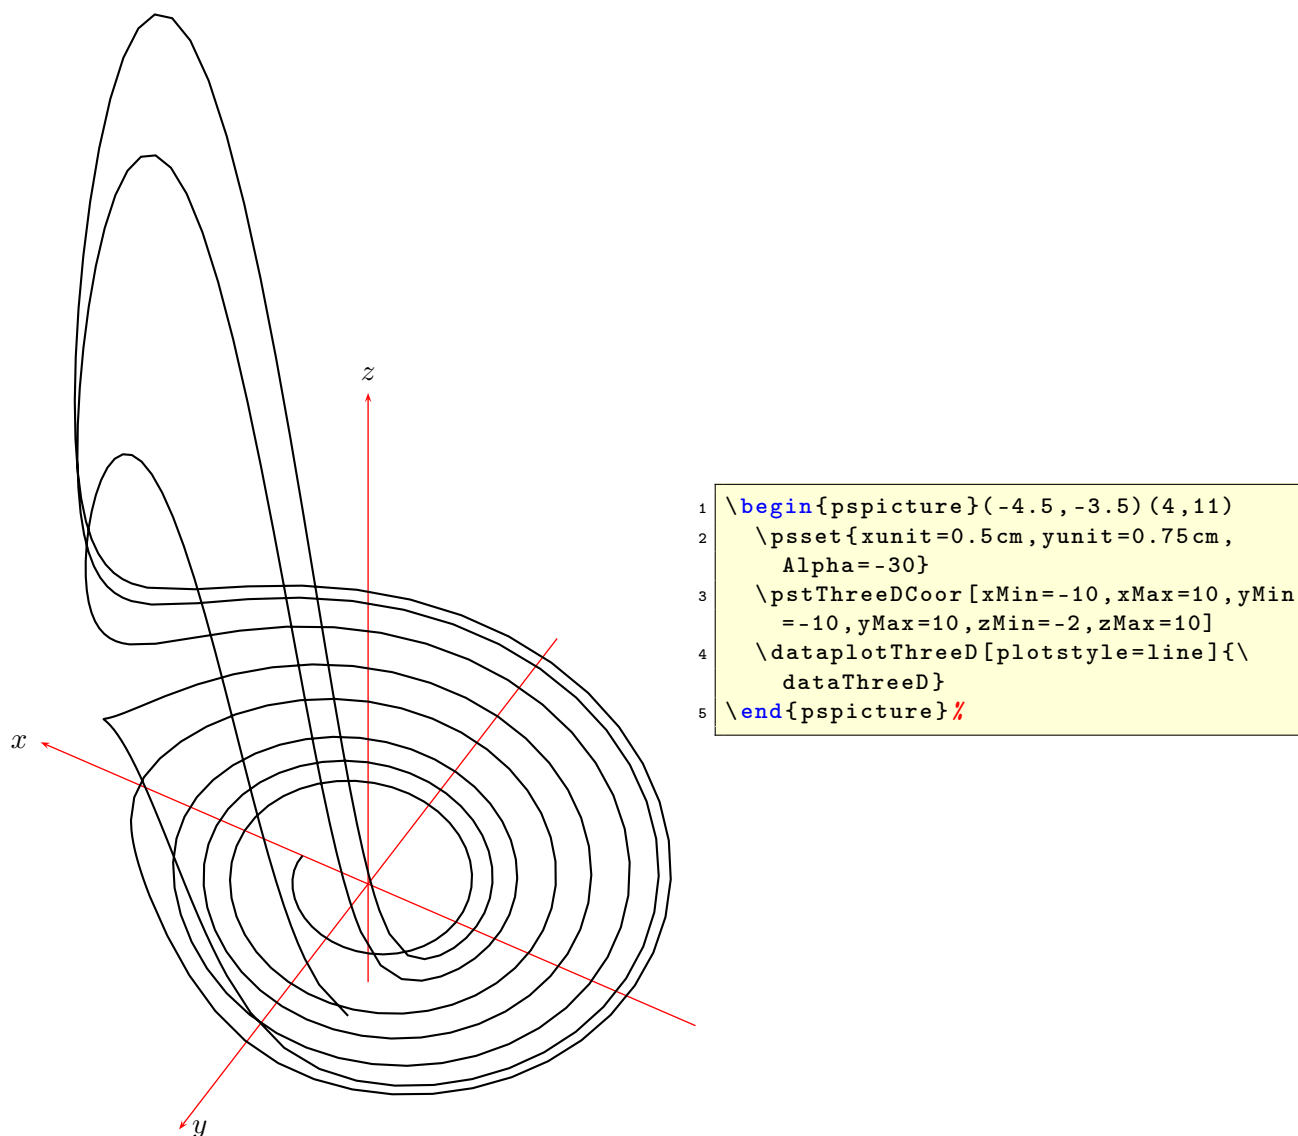 z
x
y
1 \begin{pspicture}(-4.5,-3.5)(4,11)
2 \psset{xunit=0.5cm,yunit=0.75cm,
Alpha=-30}
3 \pstThreeDCoor[xMin=-10,xMax=10,yMin
=-10,yMax=10,zMin=-2,zMax=10]
4 \dataplotThreeD[plotstyle=line]{\
dataThreeD}
5 \end{pspicture}%